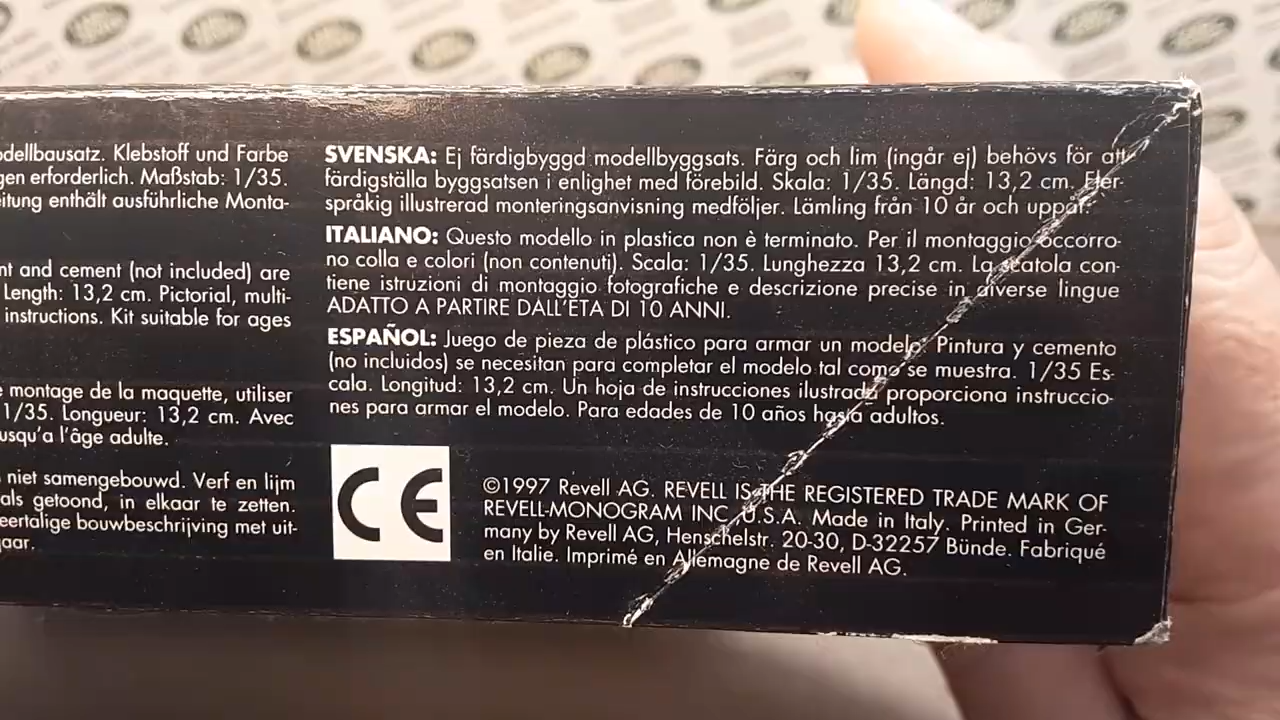 dellbausatz. Klebstoff und Farbe
gen erforderlich. Maßstab: 1/35.
eitung enthält ausführliche Monta-
nt and cement (not included) are
Length: 13,2 cm. Pictorial, multi-
instructions. Kit suitable for ages
e montage de la maquette, utiliser
1/35. Longueur: 13,2 cm. Avec
usqu'a l'âge adulte.
niet samengebouwd. Verf en lijm
als getoond, in elkaar te zetten.
eertalige bouwbeschrijving met uit-
jaar.
SVENSKA: Ej färdigbyggd modellbyggsats. Färg och lim (ingår ej) behövs för att
färdigställa byggsatsen i enlighet med förebild. Skala: 1/35. Längd: 13,2 cm. Fler-
språkig illustrerad monteringsanvisning medföljer. Lämling från 10 år och uppåt.
ITALIANO: Questo modello in plastica non è terminato. Per il montaggio occorro-
no colla e colori (non contenuti). Scala: 1/35. Lunghezza 13,2 cm. La scatola con-
tiene istruzioni di montaggio fotografiche e descrizione precise in diverse lingue
ADATTO A PARTIRE DALL'ETA DI 10 ANNI.
ESPAÑOL: Juego de pieza de plástico para armar un modelo. Pintura y cemento
(no incluidos) se necesitan para completar el modelo tal como se muestra. 1/35 Es-
cala. Longitud: 13,2 cm. Un hoja de instrucciones ilustrada proporciona instruccio-
nes para armar el modelo. Para edades de 10 años hasta adultos.
CE
©1997 Revell AG. REVELL IS THE REGISTERED TRADE MARK OF
REVELL-MONOGRAM INC. U.S.A. Made in Italy. Printed in Ger-
many by Revell AG, Henschelstr. 20-30, D-32257 Bünde. Fabriqué
en Italie. Imprimé en Allemagne de Revell AG.